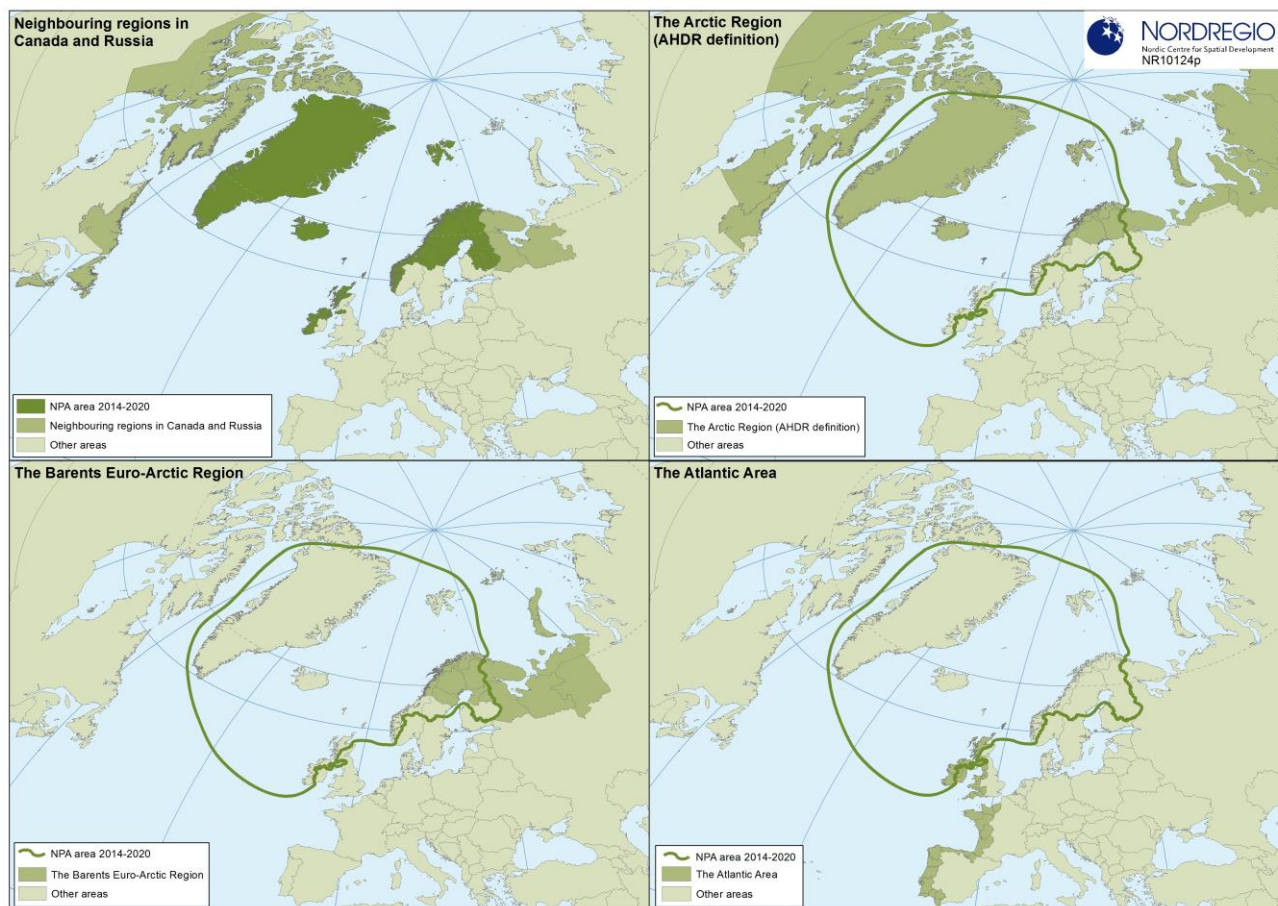 Neighbouring regions in
Canada and Russia
NPA area 2014-2020
Neighbouring regions in Canada and Russia
Other areas
The Arctic Region
(AHDR definition)
NORDREGIO
Nordic Centre for Spatial Development
NR10124p
NPA area 2014-2020
The Arctic Region (AHDR definition)
Other areas
The Barents Euro-Arctic Region
NPA area 2014-2020
The Barents Euro-Arctic Region
Other areas
The Atlantic Area
NPA area 2014-2020
The Atlantic Area
Other areas